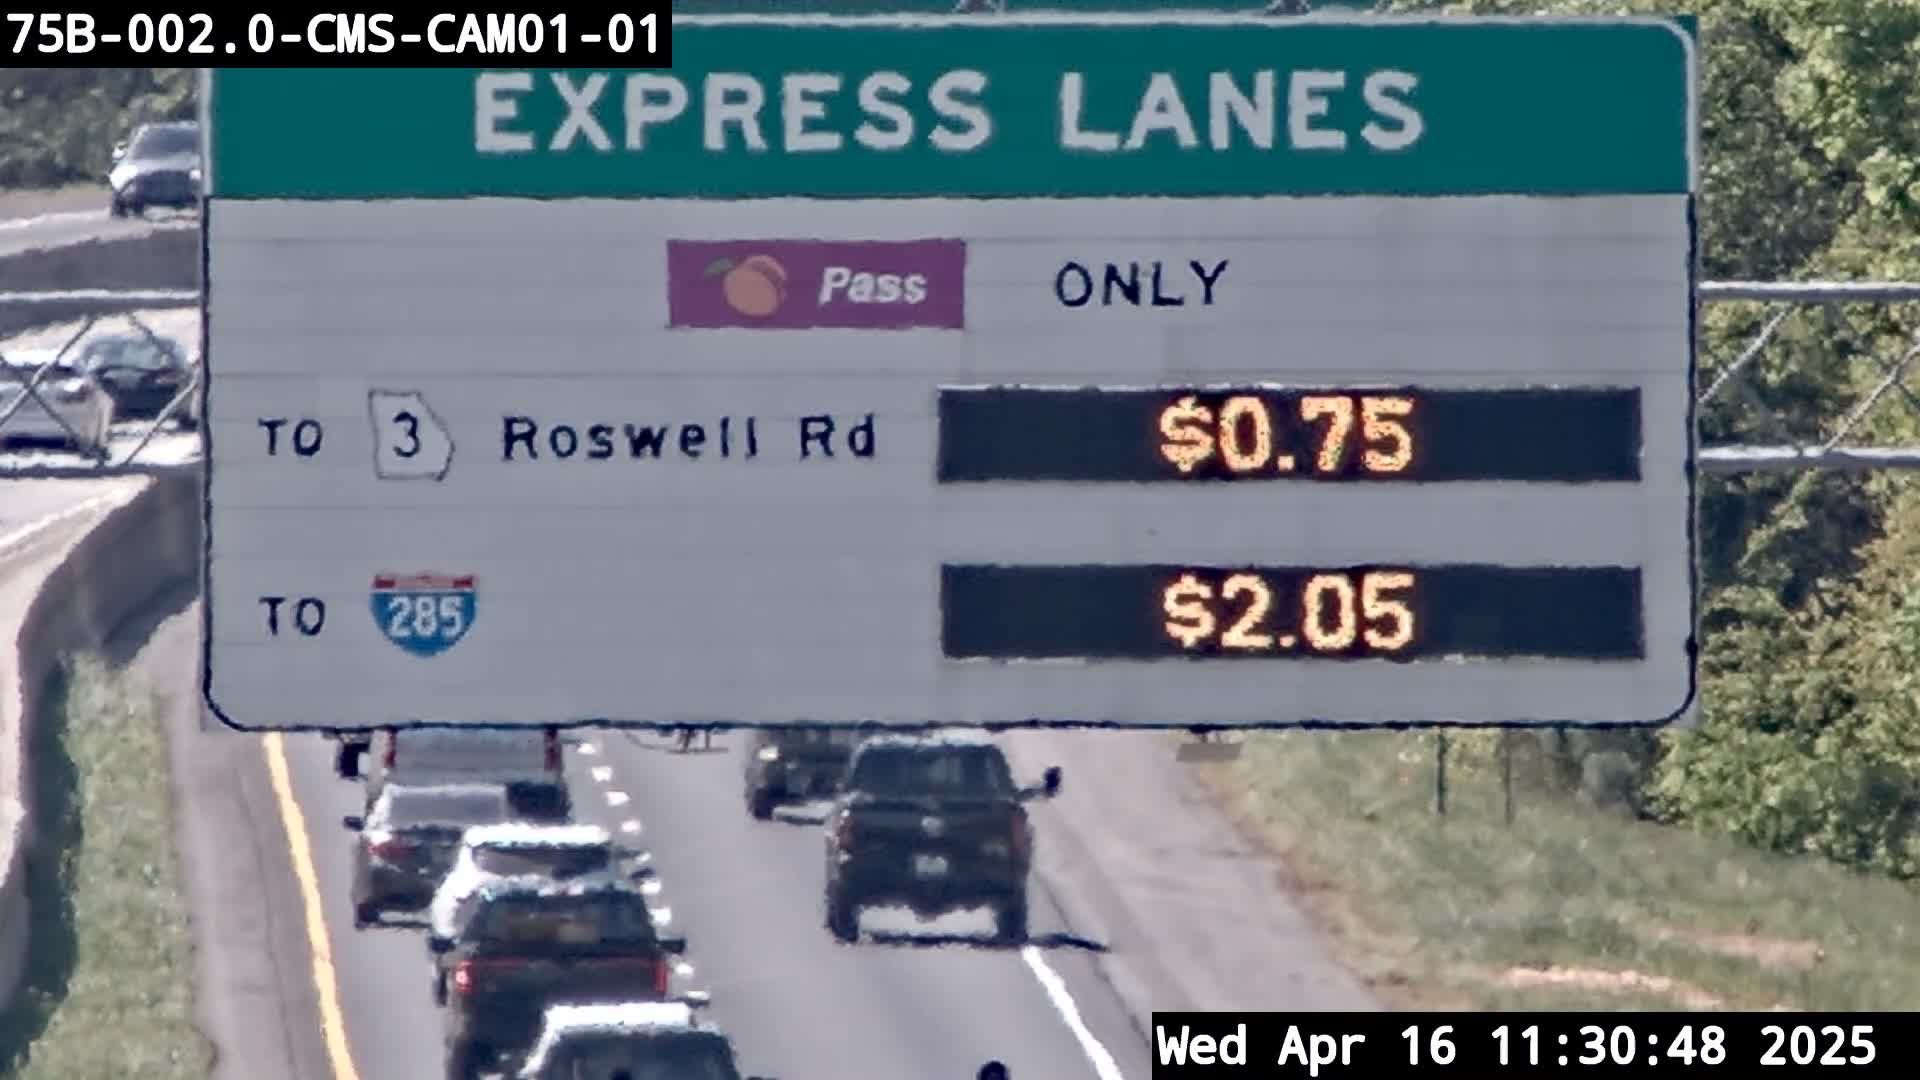 75B-002.0-CMS-CAM01-01
EXPRESS LANES
Pass ONLY
TO 3 Roswell Rd $0.75
TO 285 $2.05
Wed Apr 16 11:30:48 2025